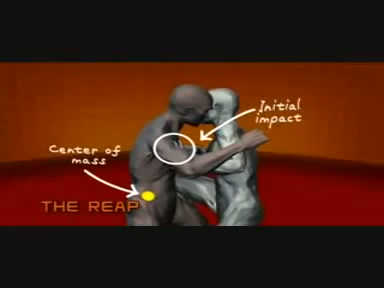 Initial
impact
Center of
mass
THE REAP